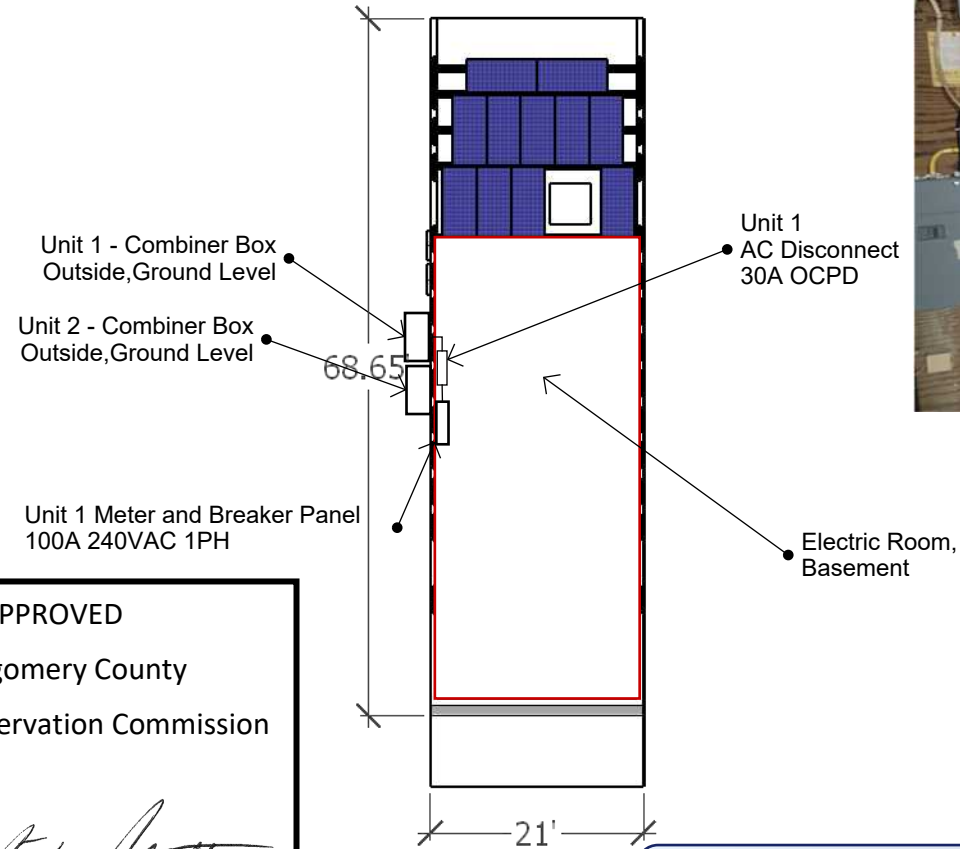 Unit 1 - Combiner Box
Outside,Ground Level
Unit 2 - Combiner Box
Outside,Ground Level
68.65'
Unit 1
AC Disconnect
30A OCPD
Unit 1 Meter and Breaker Panel
100A 240VAC 1PH
Electric Room,
Basement
PPROVED
gomery County
ervation Commission
21'